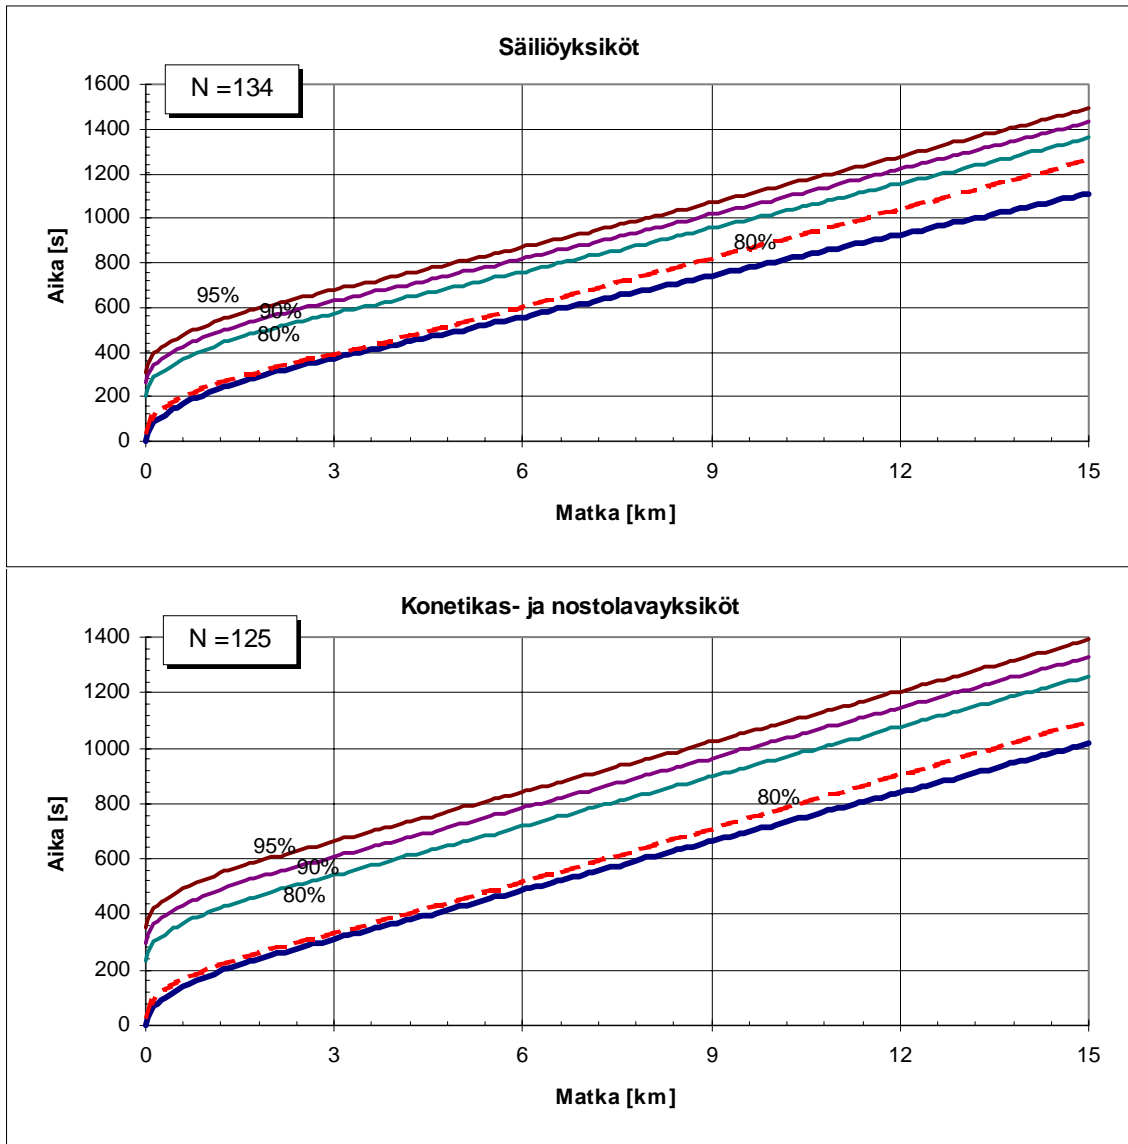 Säiliöyksiköt
N =134
1600
1400
1200
1000
800
600
400
200
0
Aika [s]
95%
90%
80%
80%
0 3 6 9 12 15
Matka [km]
Konetikas- ja nostolavayksiköt
N =125
1400
1200
1000
800
600
400
200
0
Aika [s]
95%
90%
80%
80%
0 3 6 9 12 15
Matka [km]